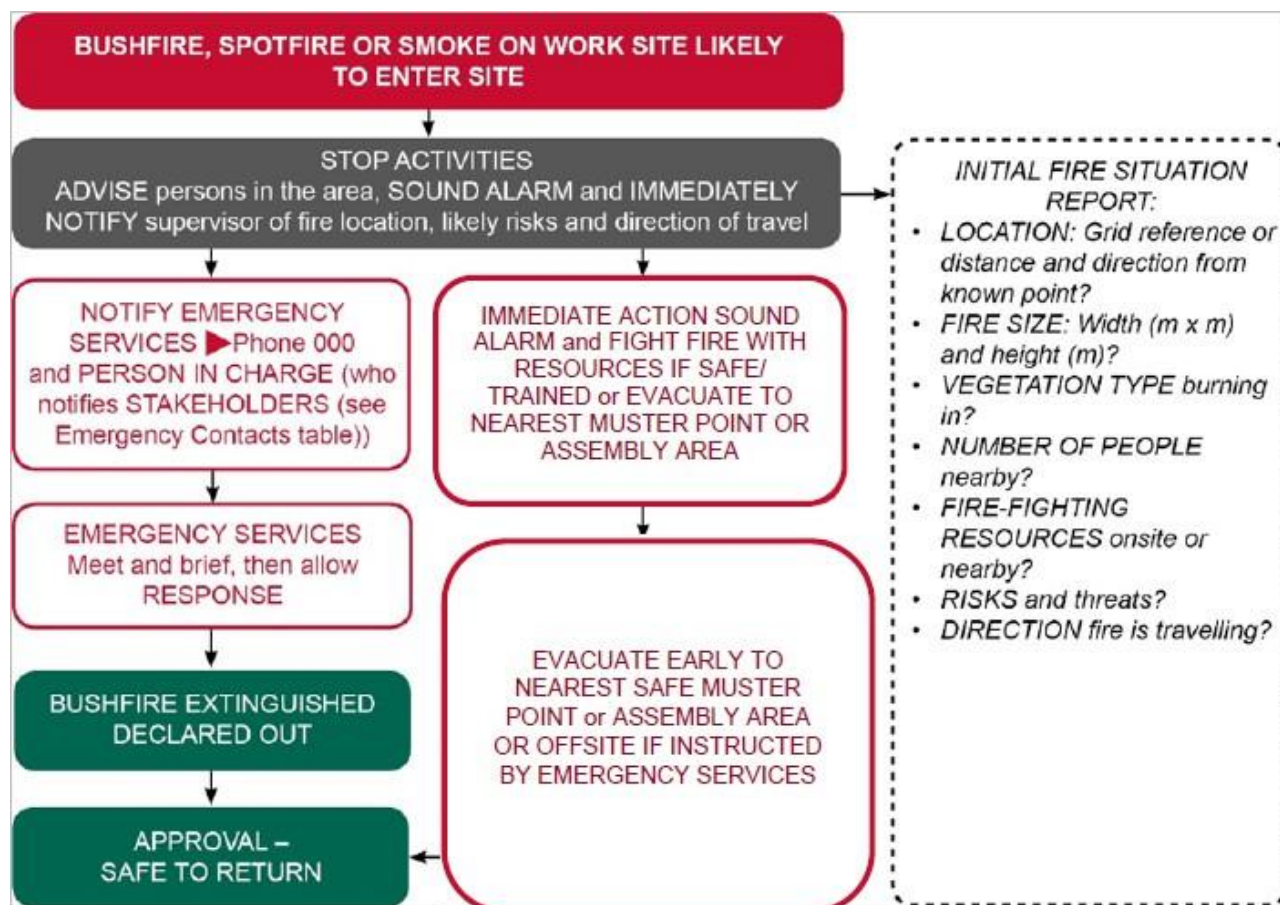 BUSHFIRE, SPOTFIRE OR SMOKE ON WORK SITE LIKELY
TO ENTER SITE
STOP ACTIVITIES
ADVISE persons in the area, SOUND ALARM and IMMEDIATELY
NOTIFY supervisor of fire location, likely risks and direction of travel
NOTIFY EMERGENCY
SERVICES ▶Phone 000
and PERSON IN CHARGE (who
notifies STAKEHOLDERS (see
Emergency Contacts table))
IMMEDIATE ACTION SOUND
ALARM and FIGHT FIRE WITH
RESOURCES IF SAFE/
TRAINED or EVACUATE TO
NEAREST MUSTER POINT OR
ASSEMBLY AREA
EMERGENCY SERVICES
Meet and brief, then allow
RESPONSE
EVACUATE EARLY TO
NEAREST SAFE MUSTER
POINT or ASSEMBLY AREA
OR OFFSITE IF INSTRUCTED
BY EMERGENCY SERVICES
BUSHFIRE EXTINGUISHED
DECLARED OUT
APPROVAL –
SAFE TO RETURN
INITIAL FIRE SITUATION
REPORT:
• LOCATION: Grid reference or
distance and direction from
known point?
• FIRE SIZE: Width (m x m)
and height (m)?
• VEGETATION TYPE burning
in?
• NUMBER OF PEOPLE
nearby?
• FIRE-FIGHTING
RESOURCES onsite or
nearby?
• RISKS and threats?
• DIRECTION fire is travelling?